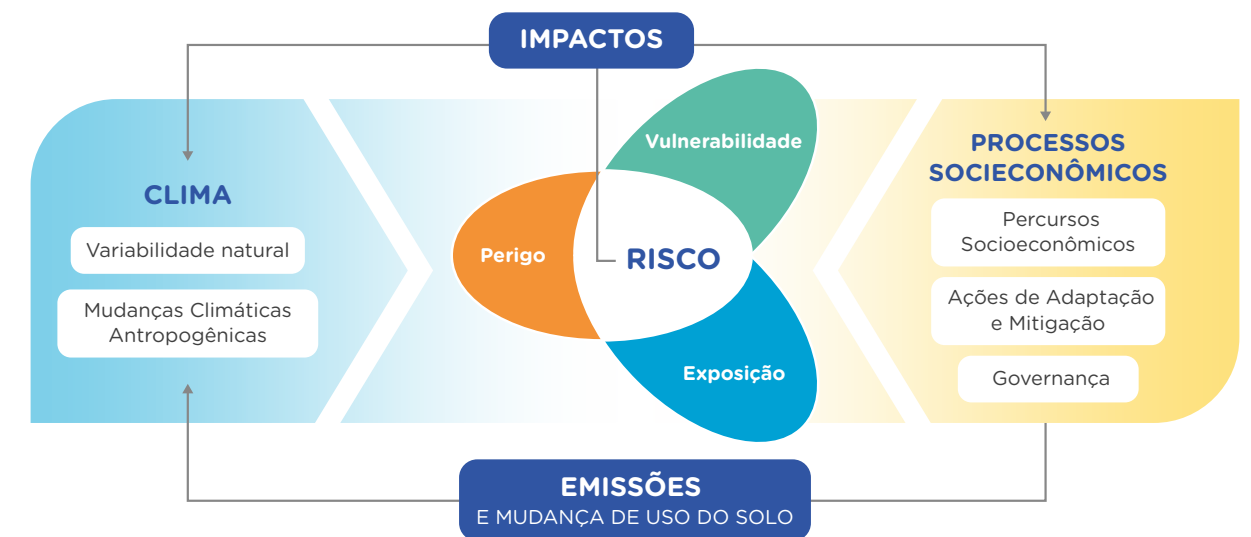 IMPACTOS
CLIMA
Variabilidade natural
Mudanças Climáticas
Antropogênicas
Vulnerabilidade
Perigo
RISCO
Exposição
PROCESSOS
SOCIECONÔMICOS
Percursos
Socioeconômicos
Ações de Adaptação
e Mitigação
Governança
EMISSÕES
E MUDANÇA DE USO DO SOLO